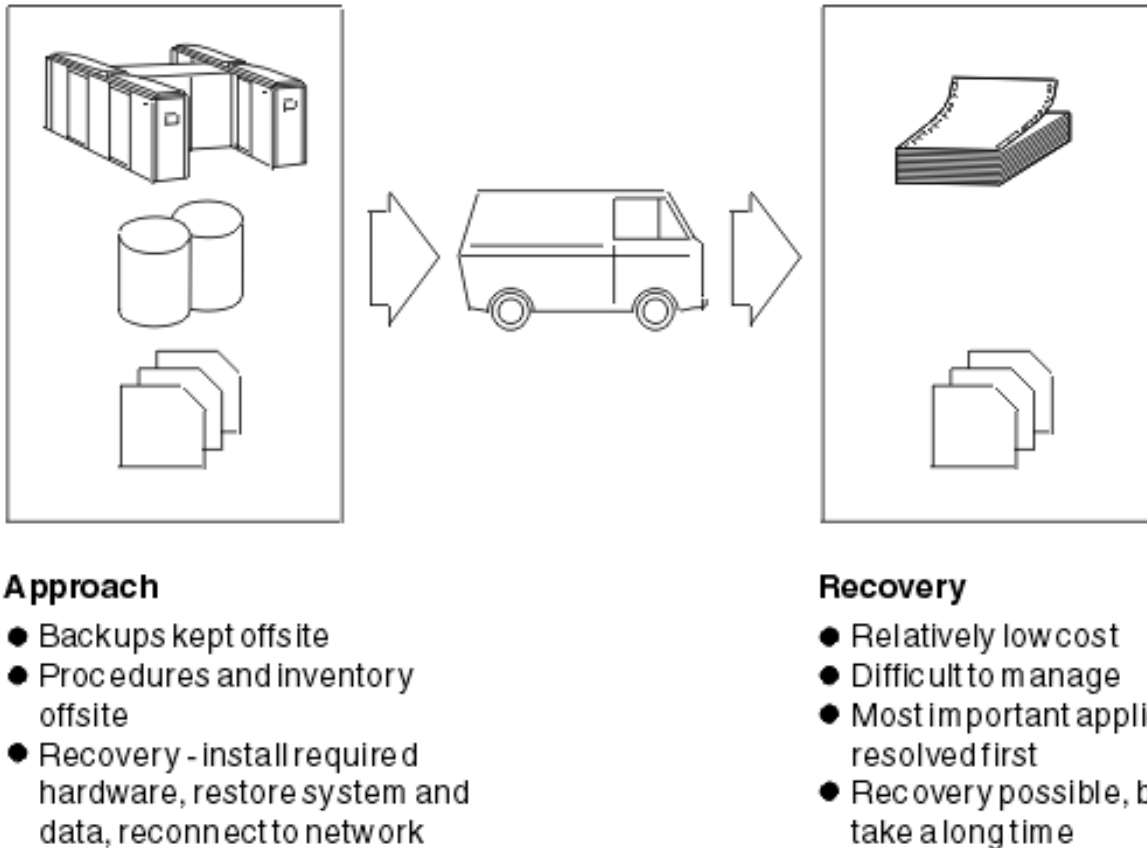 Approach
● Backups kept offsite
● Procedures and inventory
offsite
● Recovery - install required
hardware, restore system and
data, reconnect to network
Recovery
● Relatively low cost
● Difficult to manage
● Most important appli
resolved first
● Recovery possible, b
take a long time